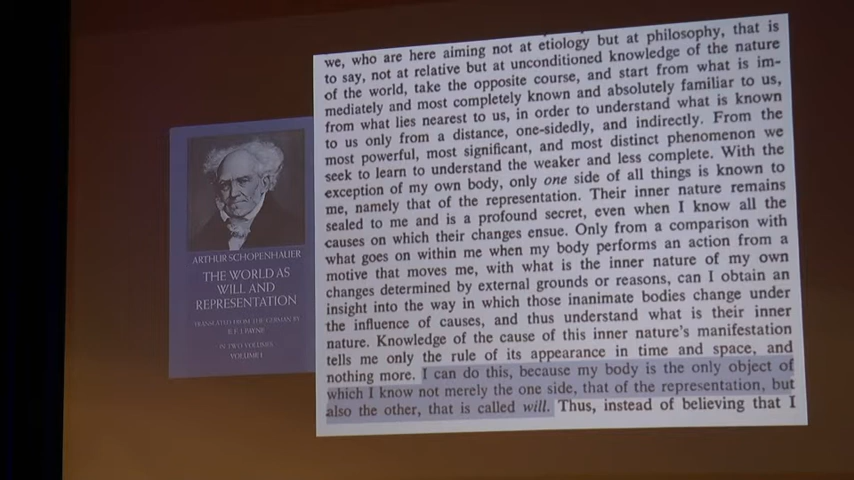 we, who are here aiming not at etiology but at philosophy, that is
to say, not at relative but at unconditioned knowledge of the nature
of the world, take the opposite course, and start from what is im-
mediately and most completely known and absolutely familiar to us,
from what lies nearest to us, in order to understand what is known
to us only from a distance, one-sidedly, and indirectly. From the
most powerful, most significant, and most distinct phenomenon we
seek to learn to understand the weaker and less complete. With the
exception of my own body, only one side of all things is known to
me, namely that of the representation. Their inner nature remains
sealed to me and is a profound secret, even when I know all the
causes on which their changes ensue. Only from a comparison with
what goes on within me when my body performs an action from a
motive that moves me, with what is the inner nature of my own
changes determined by external grounds or reasons, can I obtain an
insight into the way in which those inanimate bodies change under
the influence of causes, and thus understand what is their inner
nature. Knowledge of the cause of this inner nature's manifestation
tells me only the rule of its appearance in time and space, and
nothing more. I can do this, because my body is the only object of
which I know not merely the one side, that of the representation, but
also the other, that is called will. Thus, instead of believing that I
ARTHUR SCHOPENHAUER
THE WORLD AS
WILL AND
REPRESENTATION
TRANSLATED FROM THE GERMAN BY
E. F. J. PAYNE
IN TWO VOLUMES
VOLUME I